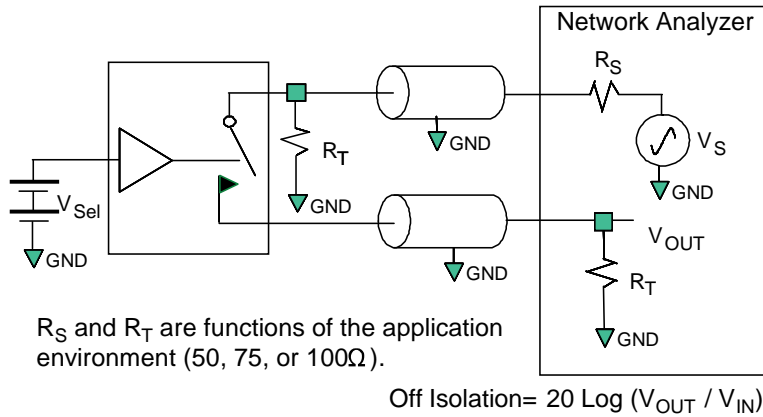 Network Analyzer
R_S
V_S
GND
R_T
GND
GND
V_Sel
GND
GND
V_OUT
R_T
GND
R_S and R_T are functions of the application
environment (50, 75, or 100Ω).
Off Isolation= 20 Log (V_OUT / V_IN)